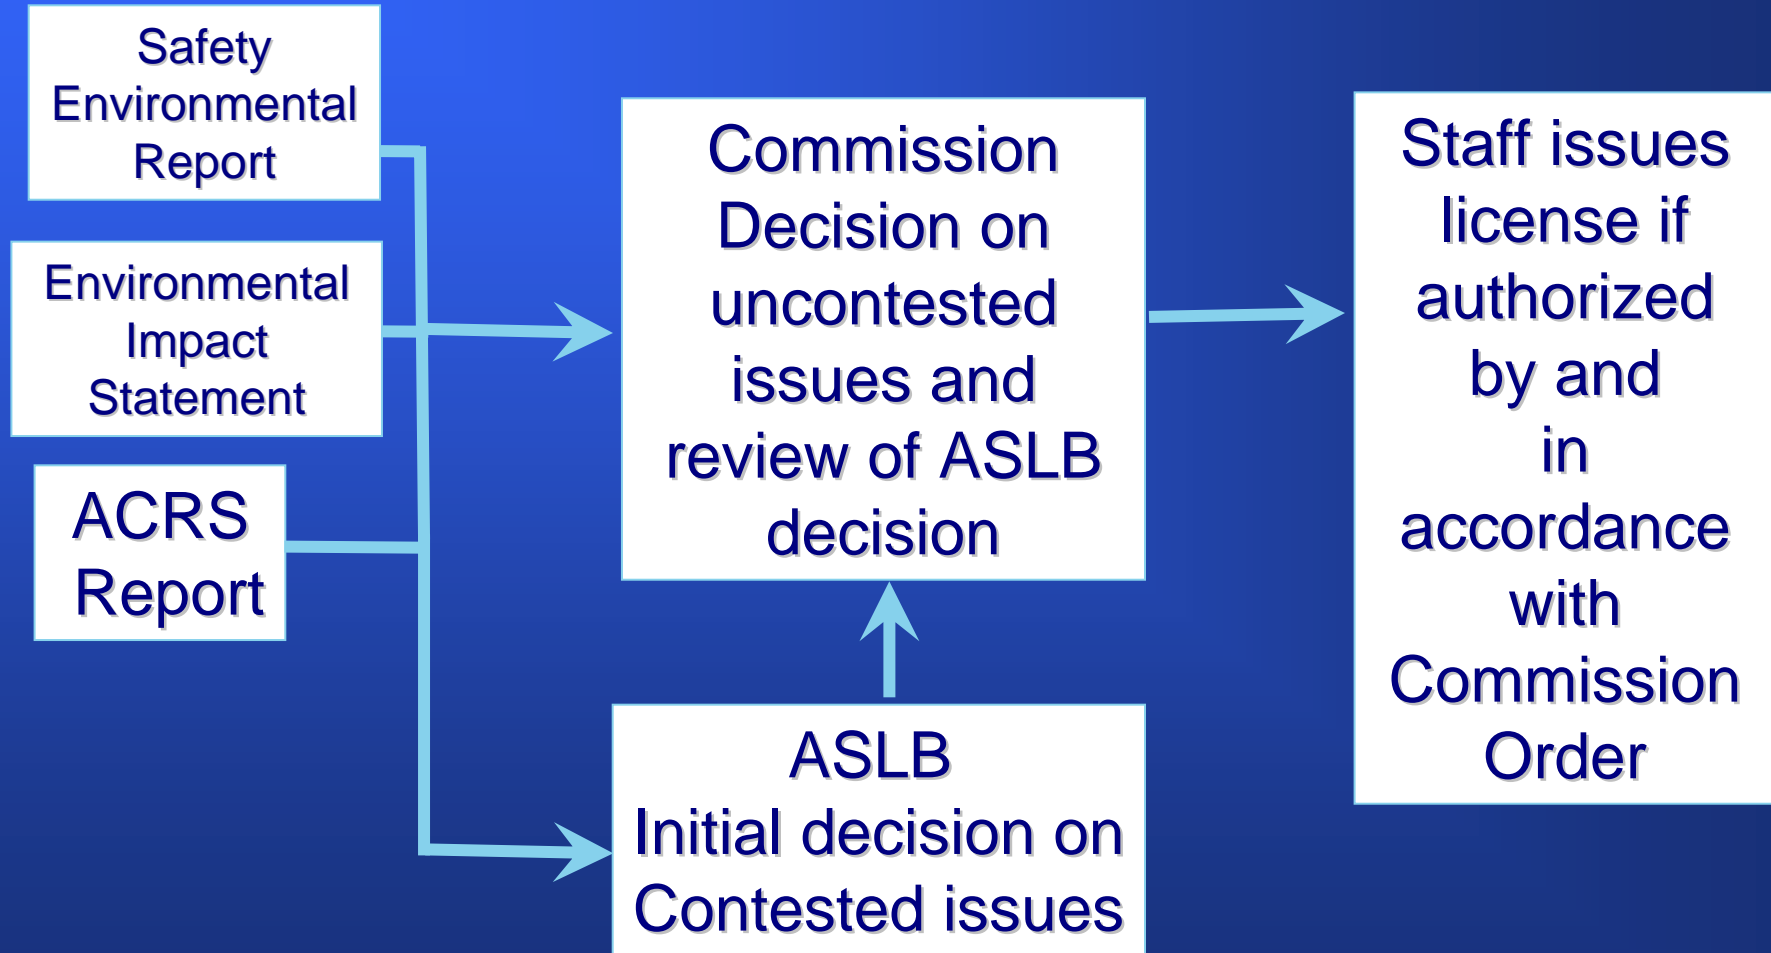 Safety
Environmental
Report
Environmental
Impact
Statement
ACRS
Report
Commission
Decision on
uncontested
issues and
review of ASLB
decision
ASLB
Initial decision on
Contested issues
Staff issues
license if
authorized
by and
in
accordance
with
Commission
Order